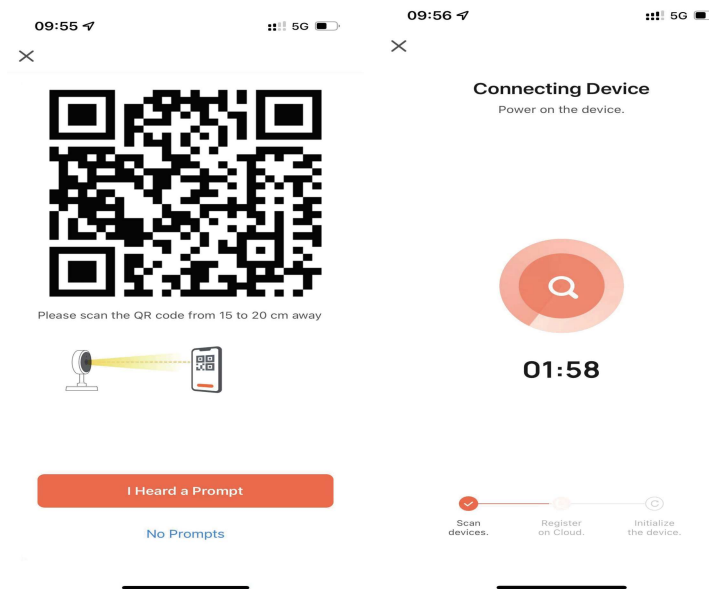 09:55
5G
Please scan the QR code from 15 to 20 cm away
I Heard a Prompt
No Prompts
09:56
5G
Connecting Device
Power on the device.
01:58
Scan
devices.
Register
on Cloud.
Initialize
the device.